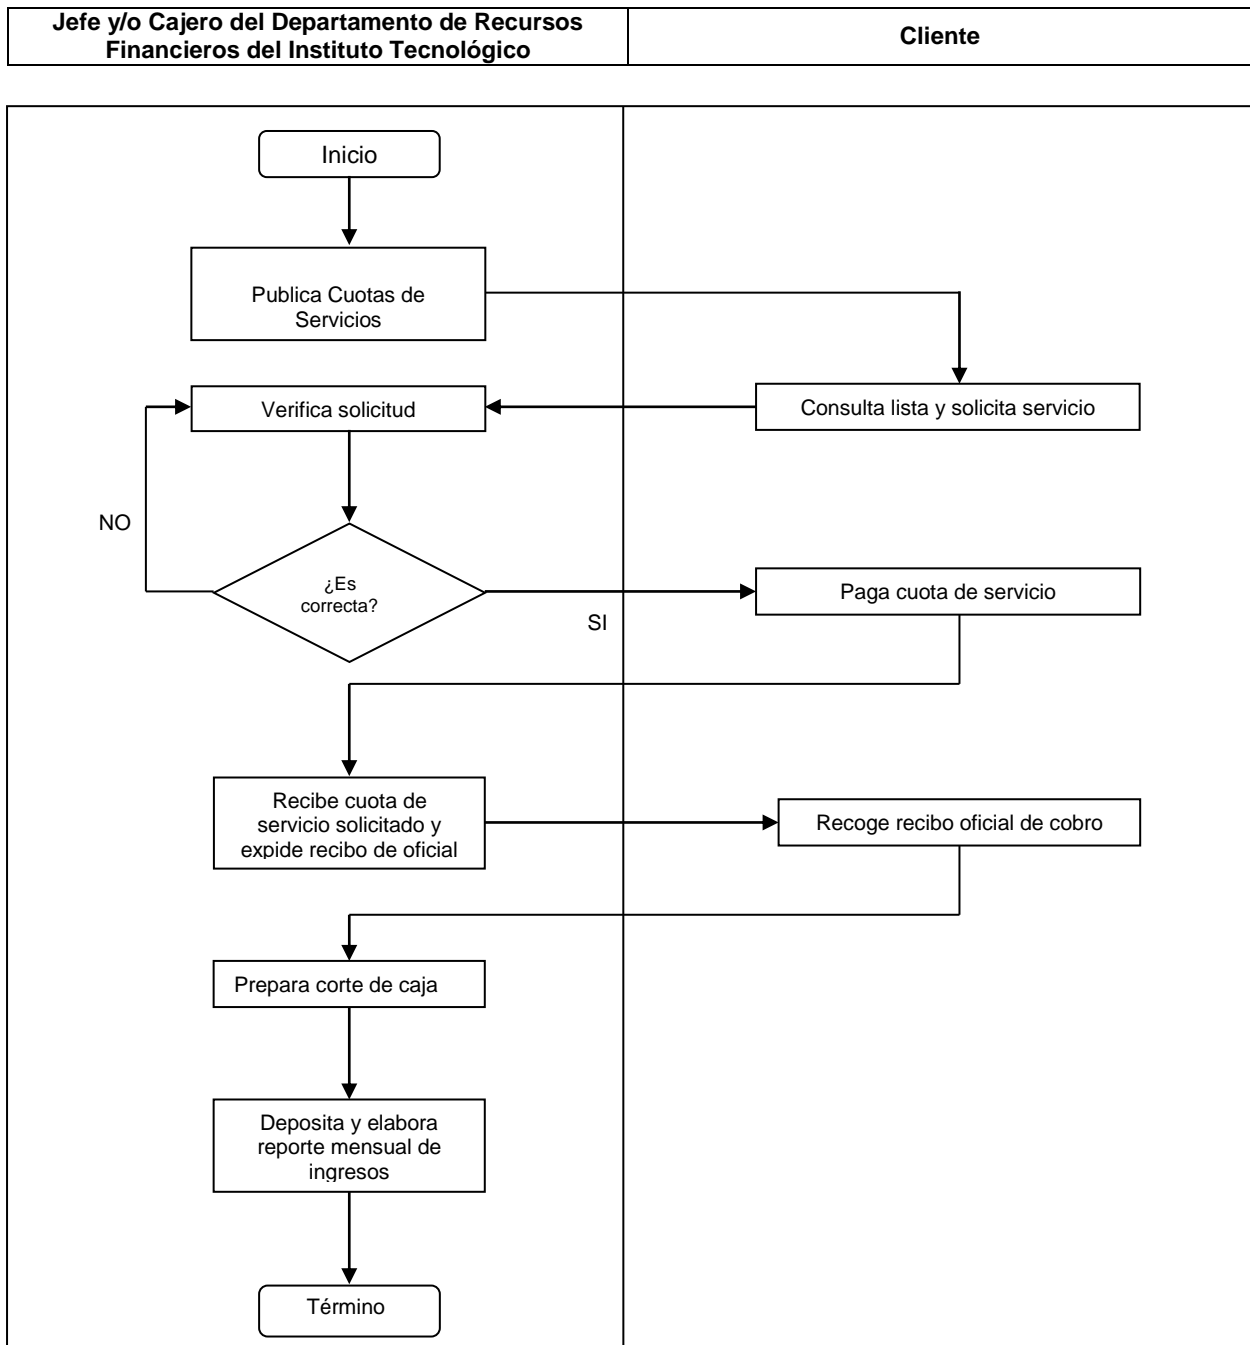 Jefe y/o Cajero del Departamento de Recursos
Financieros del Instituto Tecnológico
Cliente
Inicio
Publica Cuotas de
Servicios
Verifica solicitud
Consulta lista y solicita servicio
NO
¿Es
correcta?
SI
Paga cuota de servicio
Recibe cuota de
servicio solicitado y
expide recibo de oficial
Recoge recibo oficial de cobro
Prepara corte de caja
Deposita y elabora
reporte mensual de
ingresos
Término